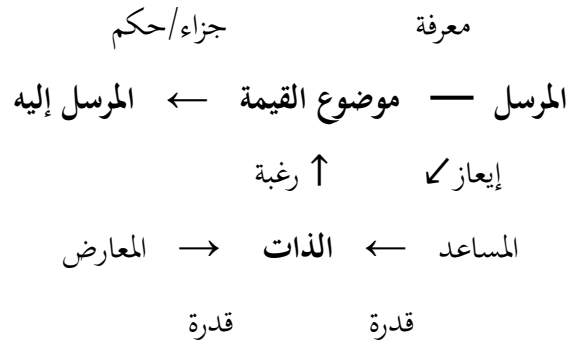 معرفة جزاء/حكم
المرسل — موضوع القيمة ← المرسل إليه
إيعاز ↙ ↑ رغبة
المساعد ← الذات → المعارض
قدرة قدرة